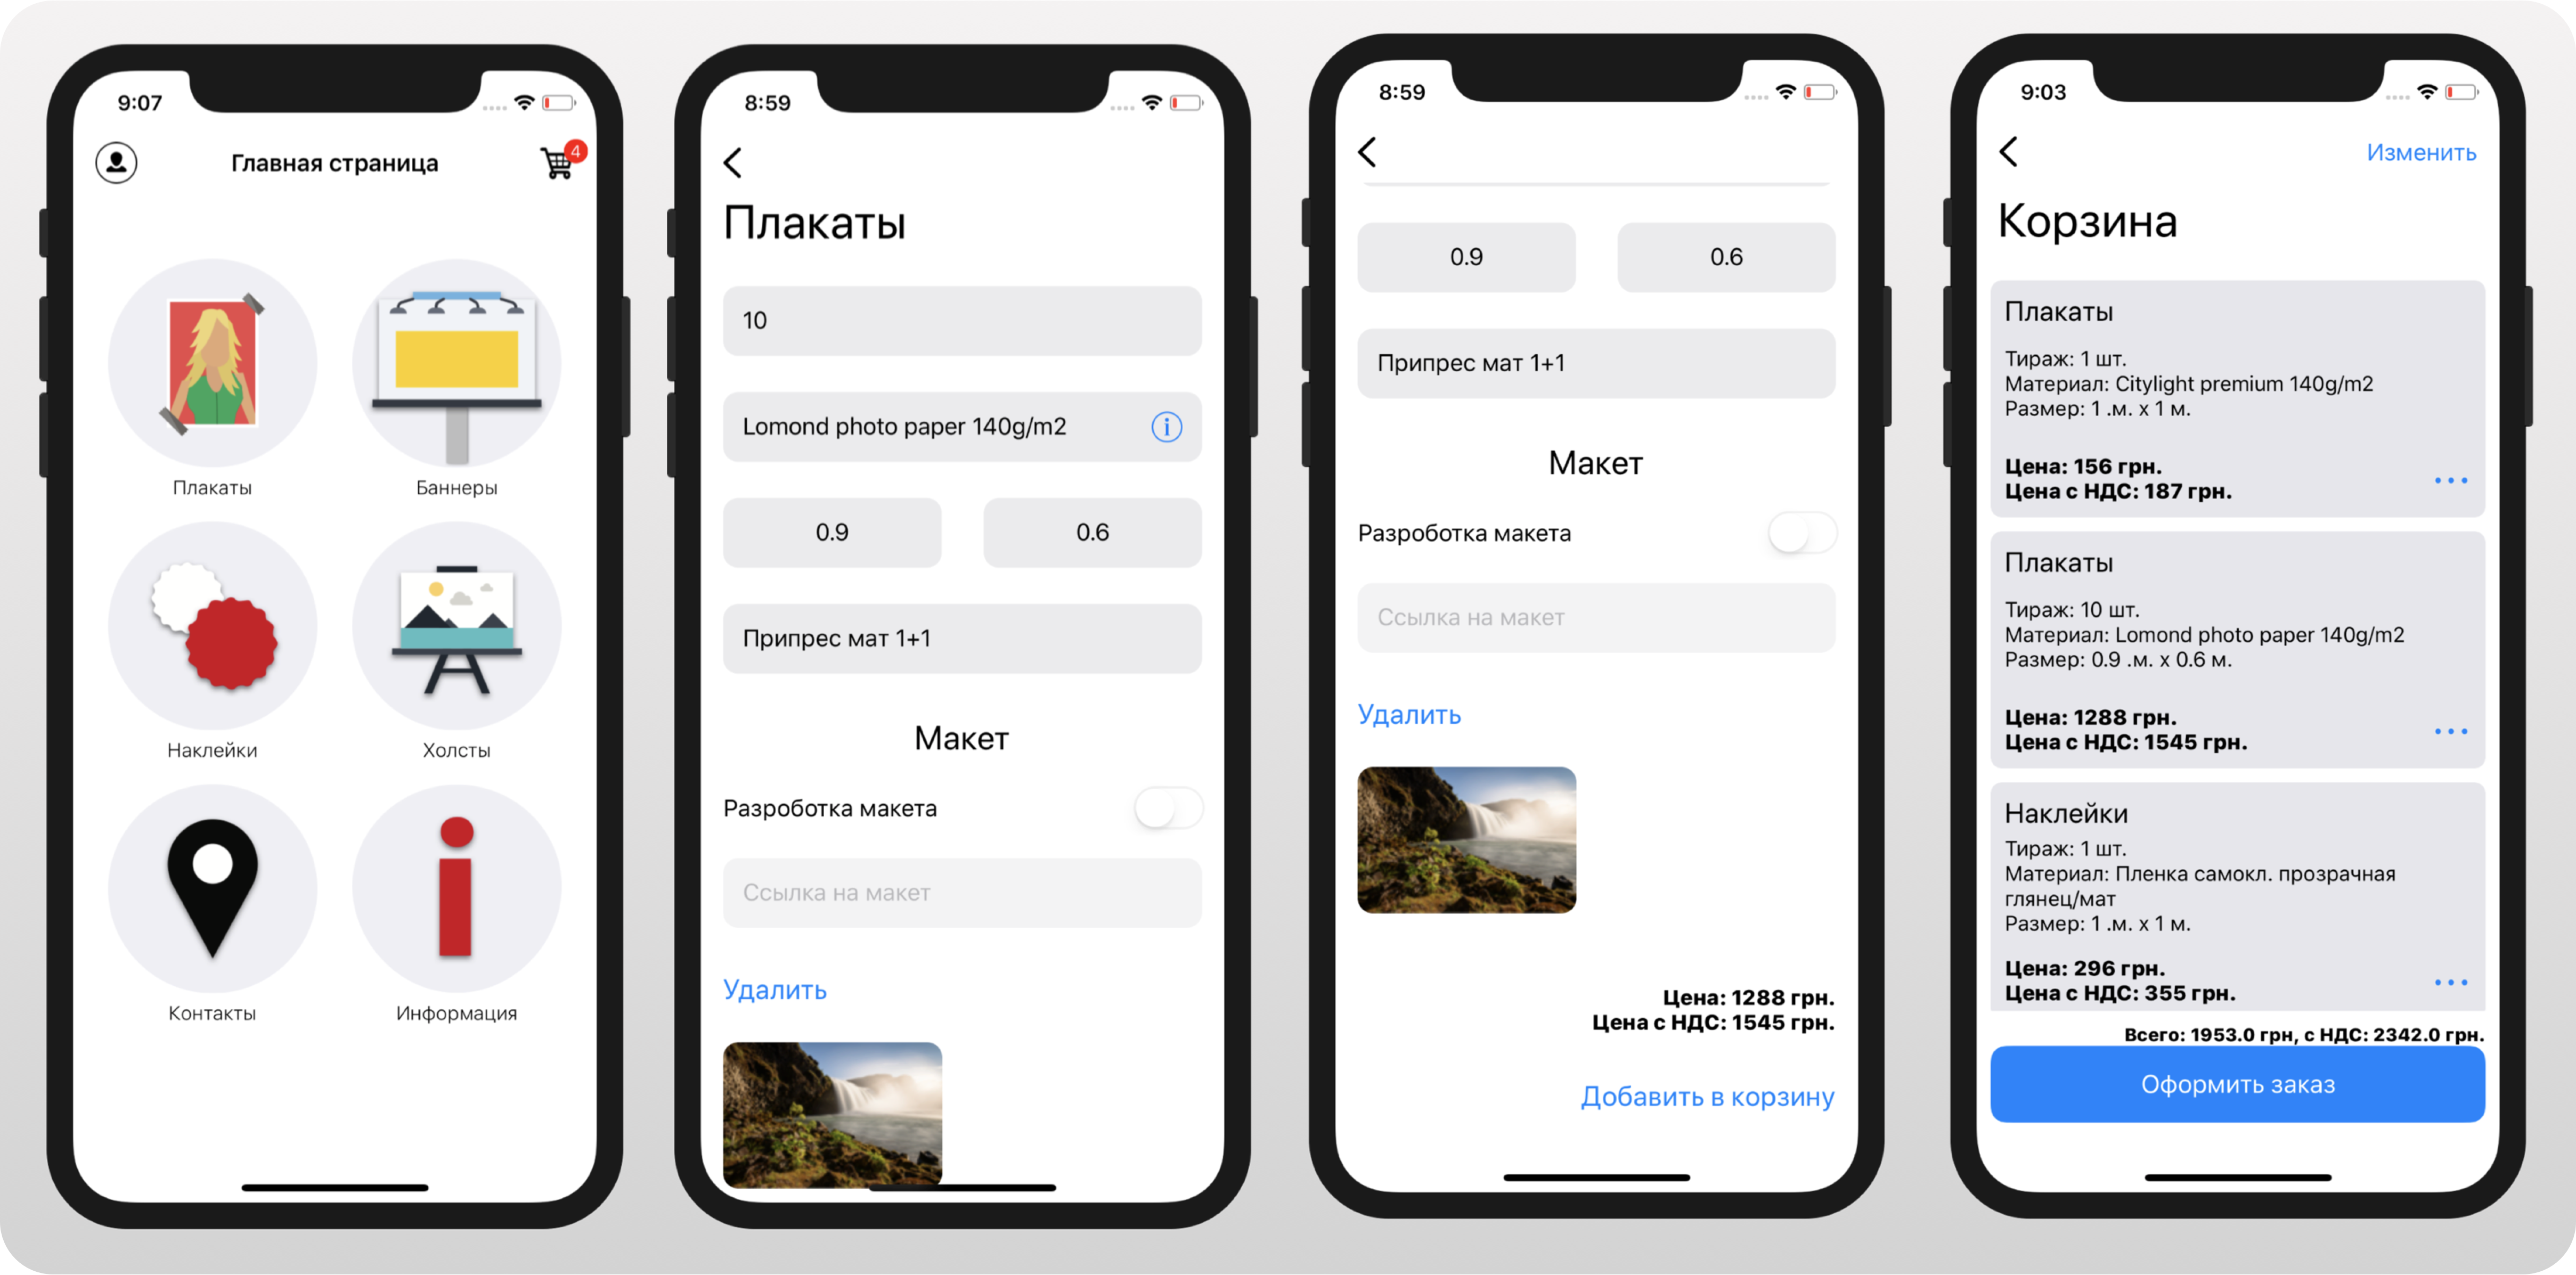 9:07
Главная страница
4
Плакаты
Баннеры
Наклейки
Холсты
Контакты
Информация
8:59
Плакаты
10
Lomond photo paper 140g/m2
i
0.9
0.6
Припрес мат 1+1
Макет
Разроботка макета
Ссылка на макет
Удалить
8:59
0.9
0.6
Припрес мат 1+1
Макет
Разроботка макета
Ссылка на макет
Удалить
Цена: 1288 грн.
Цена с НДС: 1545 грн.
Добавить в корзину
9:03
Изменить
Корзина
Плакаты
Тираж: 1 шт.
Материал: Citylight premium 140g/m2
Размер: 1 .м. x 1 м.
Цена: 156 грн.
Цена с НДС: 187 грн.
Плакаты
Тираж: 10 шт.
Материал: Lomond photo paper 140g/m2
Размер: 0.9 .м. x 0.6 м.
Цена: 1288 грн.
Цена с НДС: 1545 грн.
Наклейки
Тираж: 1 шт.
Материал: Пленка самокл. прозрачная
глянец/мат
Размер: 1 .м. x 1 м.
Цена: 296 грн.
Цена с НДС: 355 грн.
Всего: 1953.0 грн, с НДС: 2342.0 грн.
Оформить заказ